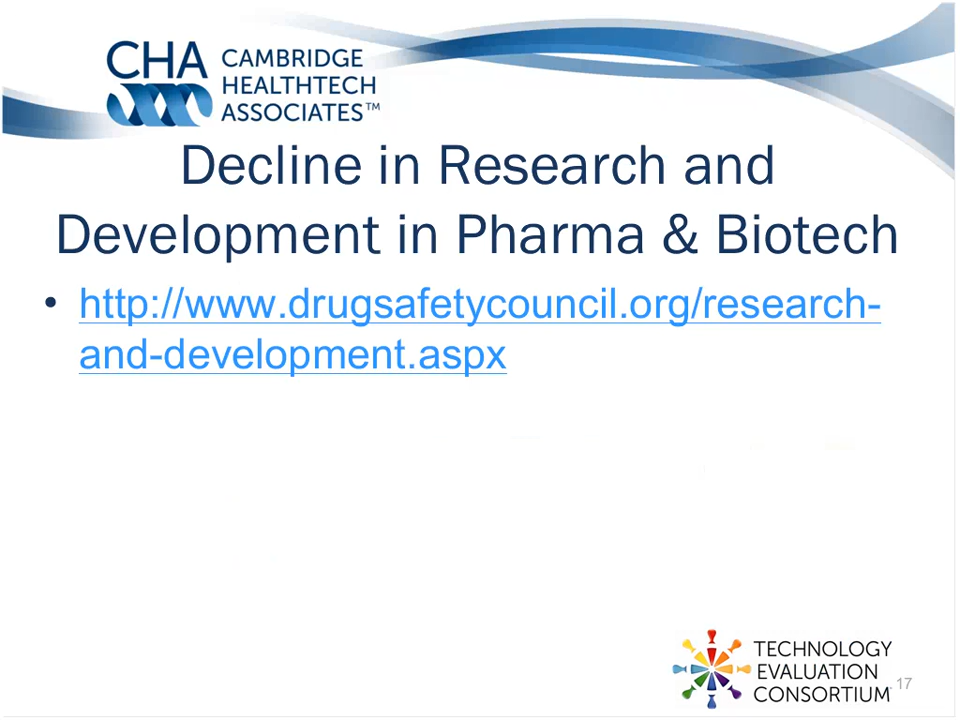 CHA CAMBRIDGE
HEALTHTECH
ASSOCIATES™
Decline in Research and
Development in Pharma & Biotech
• http://www.drugsafetycouncil.org/research-
and-development.aspx
TECHNOLOGY
EVALUATION
CONSORTIUM
17